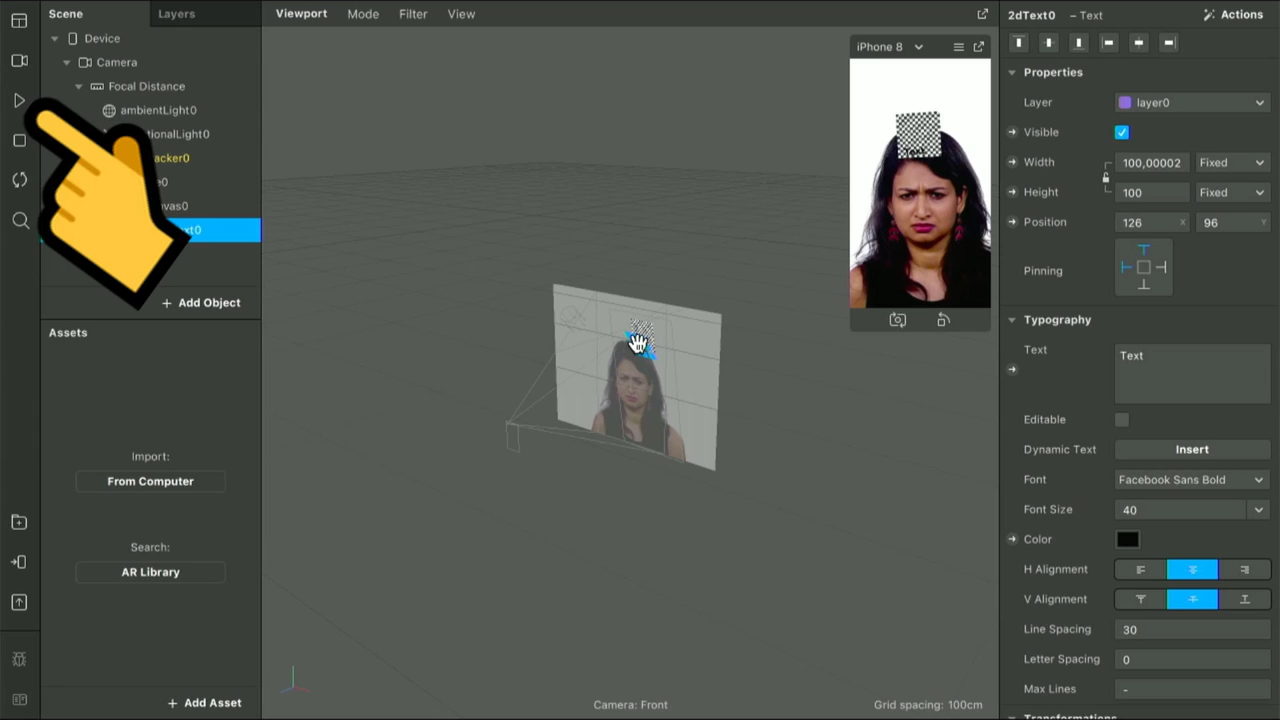 Scene
Layers
Device
Camera
Focal Distance
ambientLight0
tionalLight0
acker0
e0
vas0
xt0
+ Add Object
Assets
Import:
From Computer
Search:
AR Library
+ Add Asset
Viewport Mode Filter View
iPhone 8
Camera: Front
Grid spacing: 100cm
2dText0 – Text
Actions
Properties
Layer layer0
Visible
Width 100,00002 Fixed
Height 100 Fixed
Position 126 X 96 Y
Pinning
Typography
Text Text
Editable
Dynamic Text Insert
Font Facebook Sans Bold
Font Size 40
Color
H Alignment
V Alignment
Line Spacing 30
Letter Spacing 0
Max Lines -
Transformations